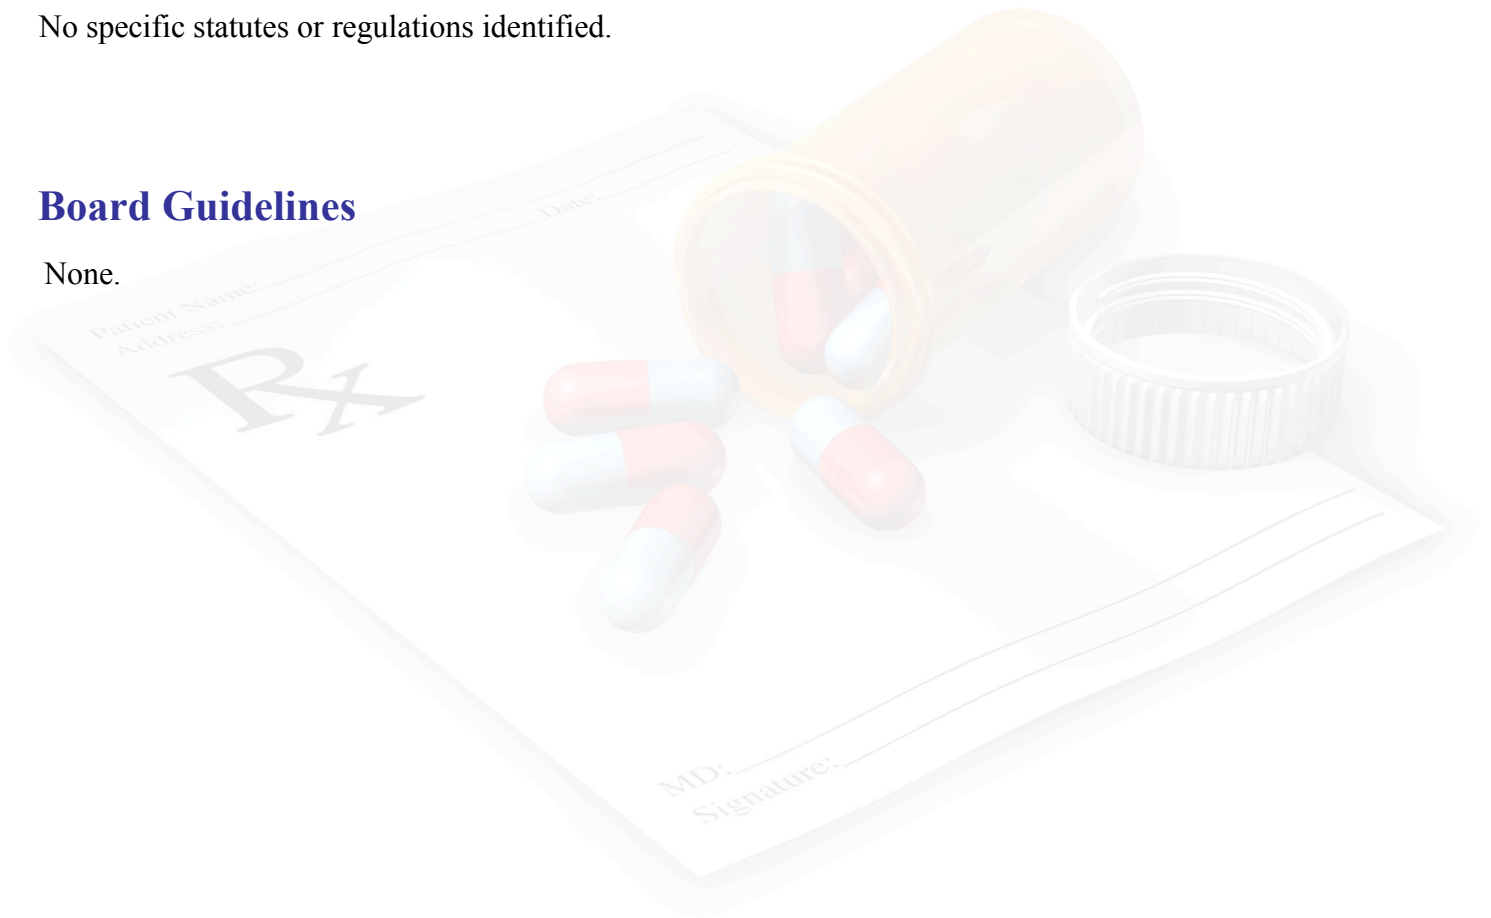 No specific statutes or regulations identified.
Board Guidelines
None.
Date:
Patient Name:
Address:
Rx
MD:
Signature: